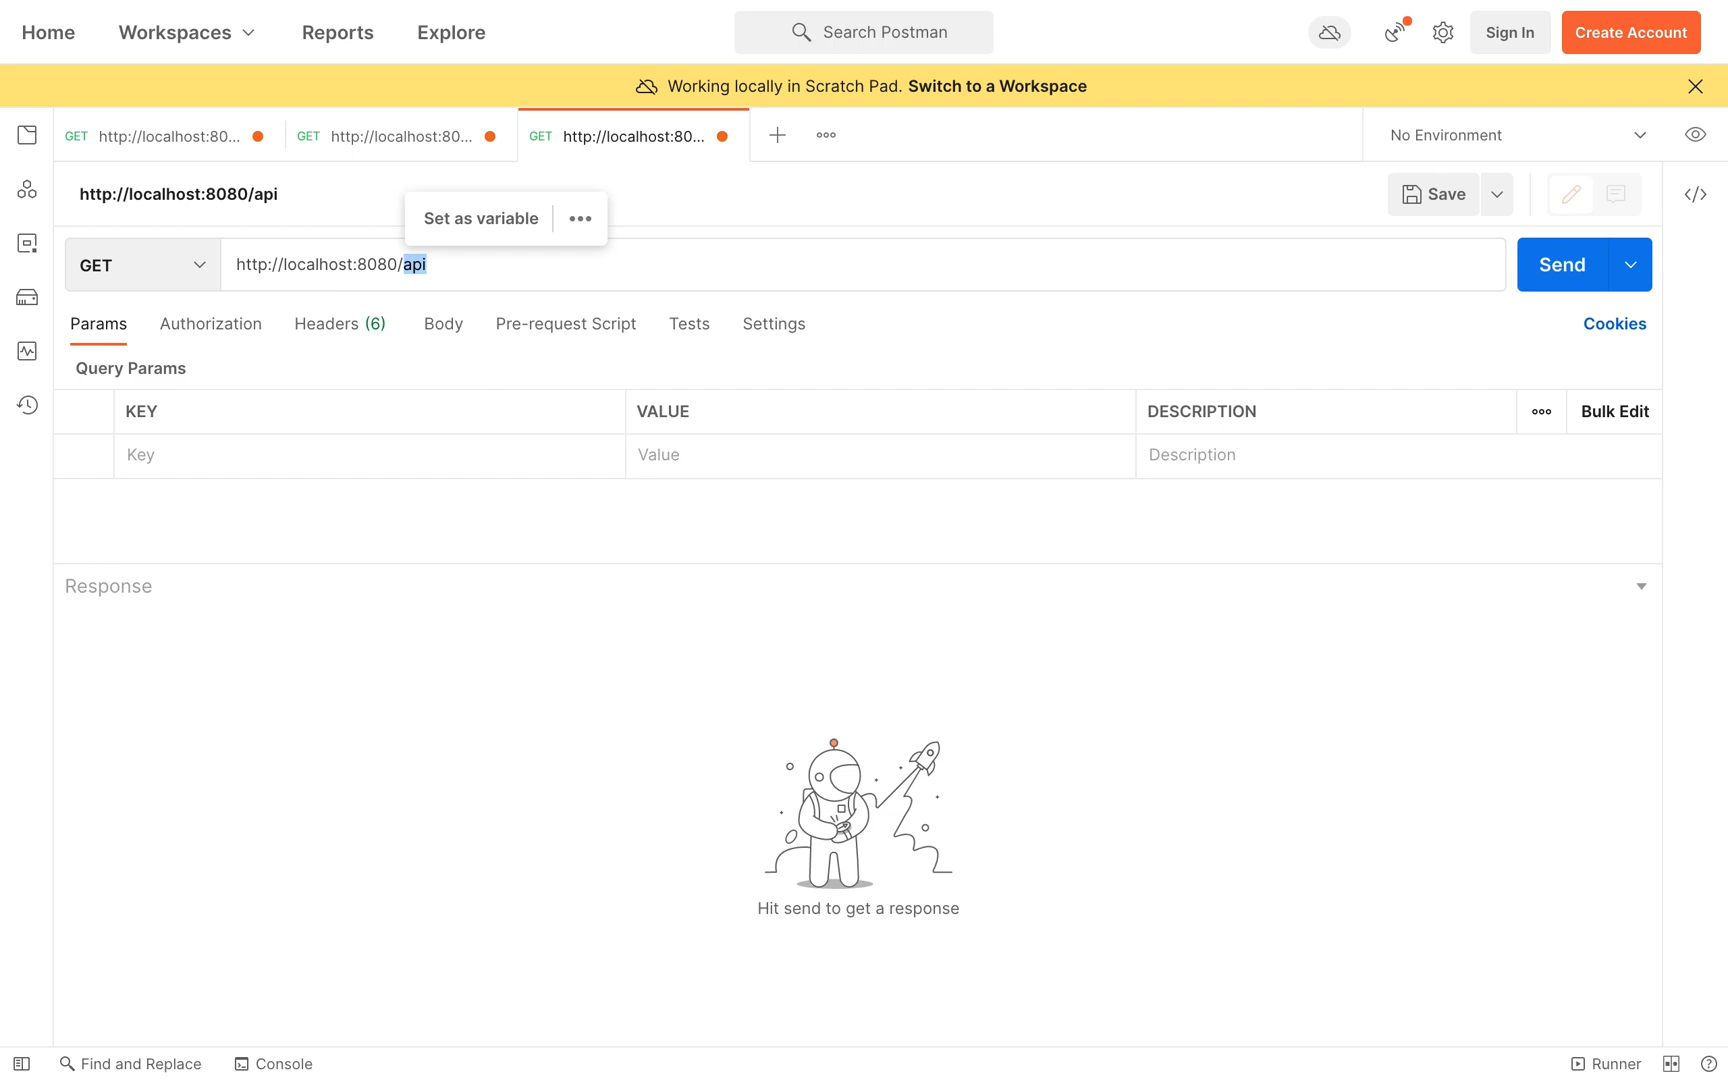 Home Workspaces Reports Explore Search Postman Sign In Create Account
Working locally in Scratch Pad. Switch to a Workspace
GET http://localhost:80... GET http://localhost:80... GET http://localhost:80... No Environment
http://localhost:8080/api Save
Set as variable
GET http://localhost:8080/api Send
Params Authorization Headers (6) Body Pre-request Script Tests Settings Cookies
Query Params
KEY VALUE DESCRIPTION Bulk Edit
Key Value Description
Response
Hit send to get a response
Find and Replace Console Runner